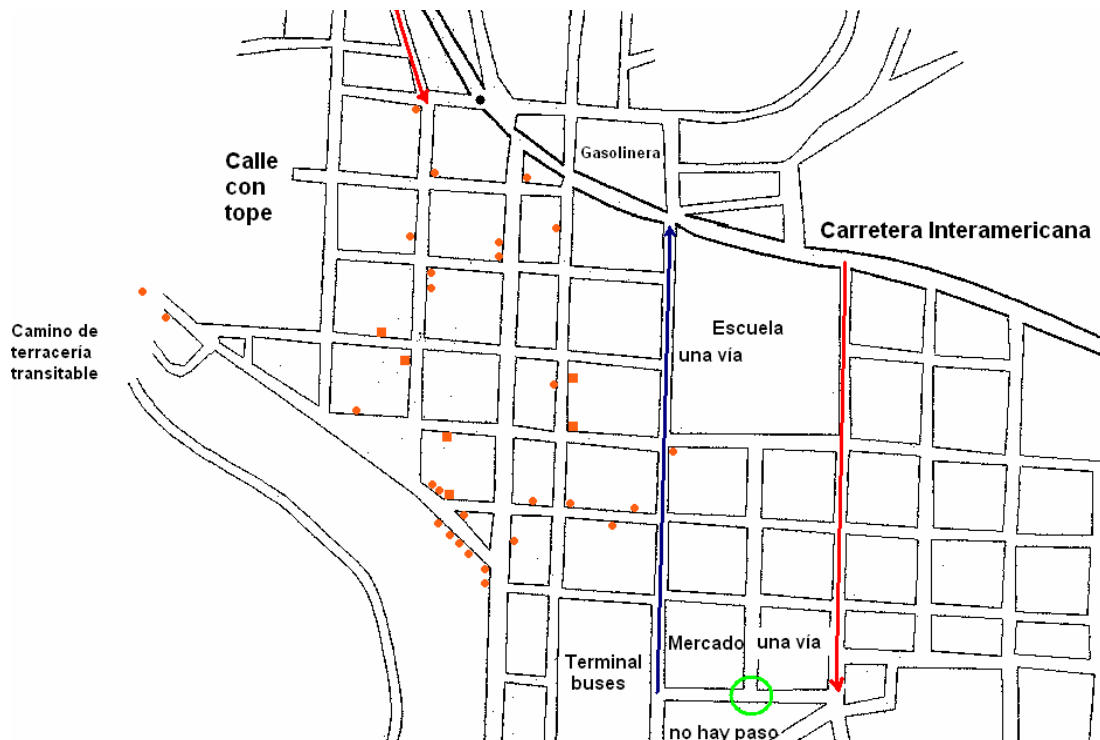 Gasolinera
Calle
con
tope
Carretera Interamericana
Camino de
terracería
transitable
Escuela
una vía
Mercado
una vía
Terminal
buses
no hay paso